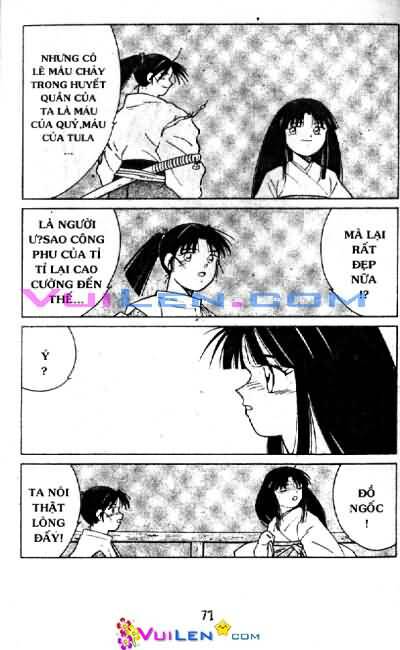 NHƯNG CÓ
LẼ MÁU CHẢY
TRONG HUYẾT
QUẢN CỦA
TA LÀ MÁU
CỦA QUỶ, MÁU
CỦA TULA
...
LÀ NGƯỜI
Ư?SAO CÔNG
PHU CỦA TỈ
TỈ LẠI CAO
CƯỜNG ĐẾN
THẾ...
MÀ LẠI
RẤT
ĐẸP
NỮA
!?
VUILEN.COM
Ý
?
TA NÓI
THẬT
LÒNG
ĐẤY!
ĐỒ
NGỐC
!
77
VUILEN.COM